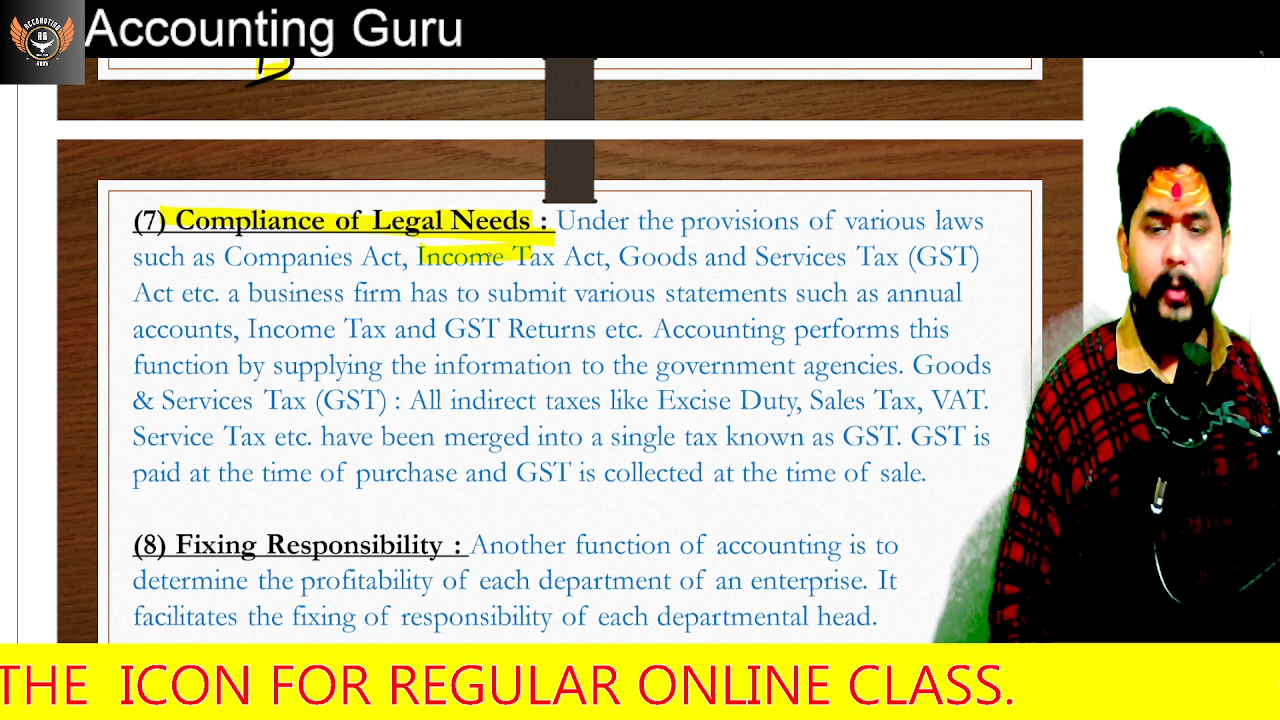 Accounting Guru
ACCOUNTING
AG
GURU
(7) Compliance of Legal Needs : Under the provisions of various laws
such as Companies Act, Income Tax Act, Goods and Services Tax (GST)
Act etc. a business firm has to submit various statements such as annual
accounts, Income Tax and GST Returns etc. Accounting performs this
function by supplying the information to the government agencies. Goods
& Services Tax (GST) : All indirect taxes like Excise Duty, Sales Tax, VAT.
Service Tax etc. have been merged into a single tax known as GST. GST is
paid at the time of purchase and GST is collected at the time of sale.
(8) Fixing Responsibility : Another function of accounting is to
determine the profitability of each department of an enterprise. It
facilitates the fixing of responsibility of each departmental head.
THE ICON FOR REGULAR ONLINE CLASS.